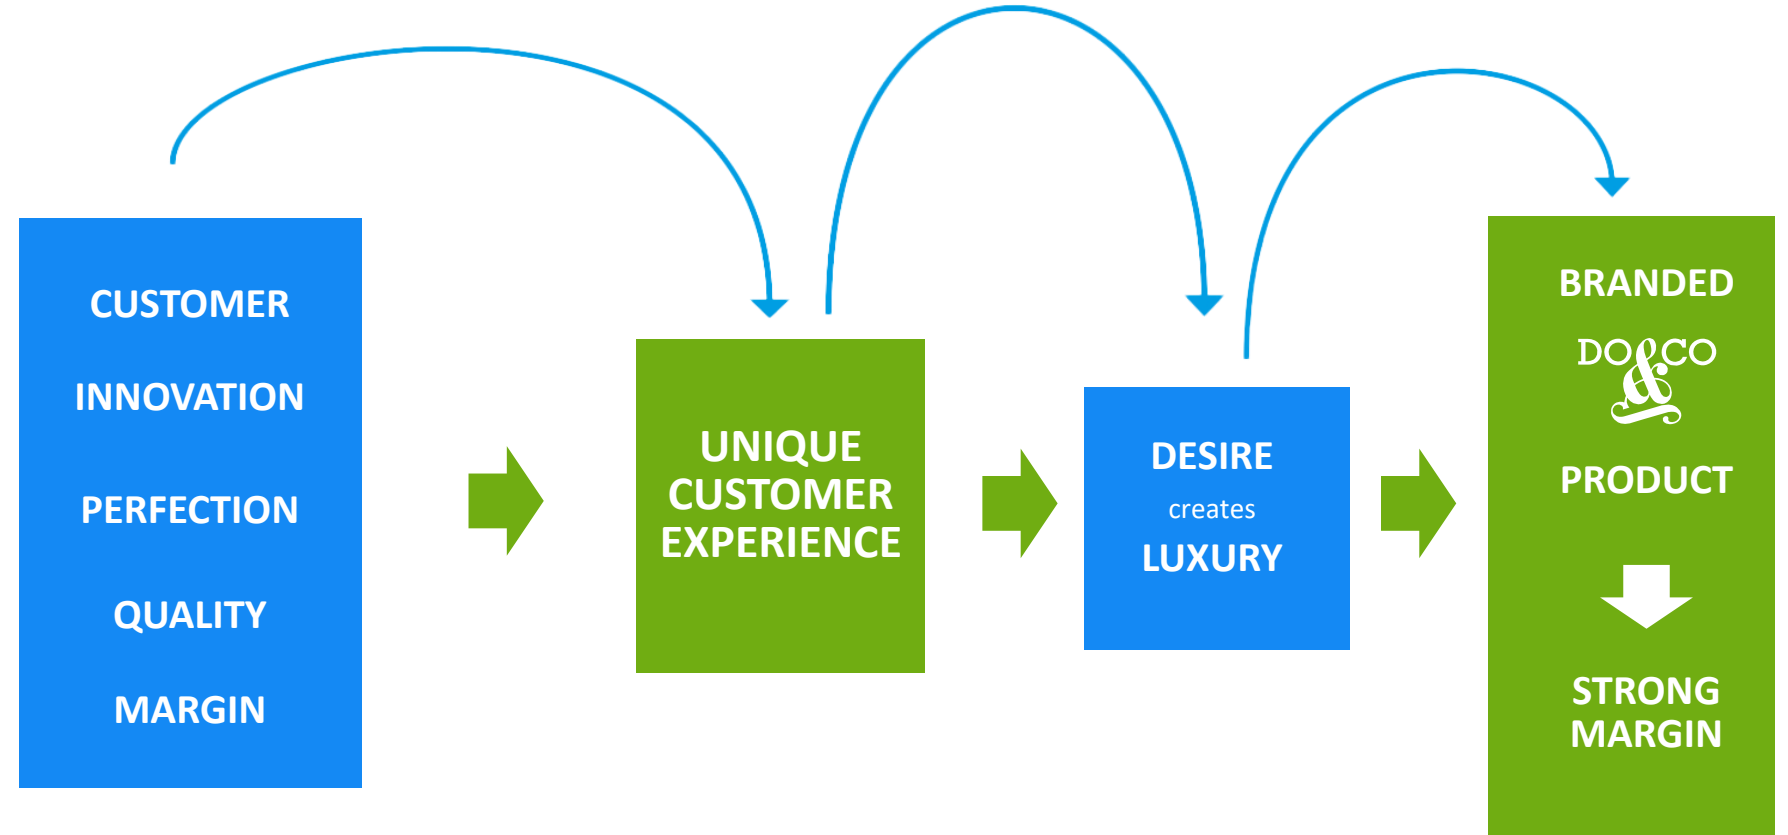 CUSTOMER
INNOVATION
PERFECTION
QUALITY
MARGIN
UNIQUE
CUSTOMER
EXPERIENCE
DESIRE
creates
LUXURY
BRANDED
DO & CO
PRODUCT
STRONG
MARGIN